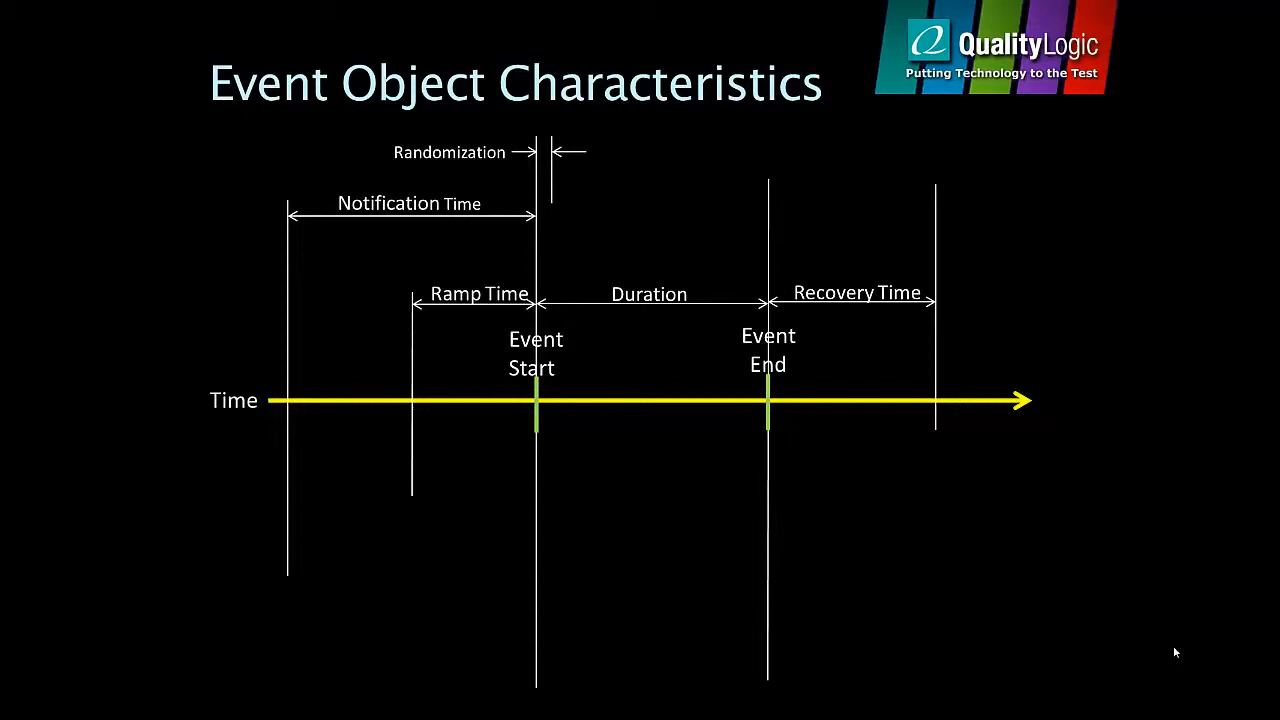 QualityLogic
Putting Technology to the Test
Event Object Characteristics
Randomization
Notification Time
Ramp Time
Duration
Recovery Time
Event
Start
Event
End
Time